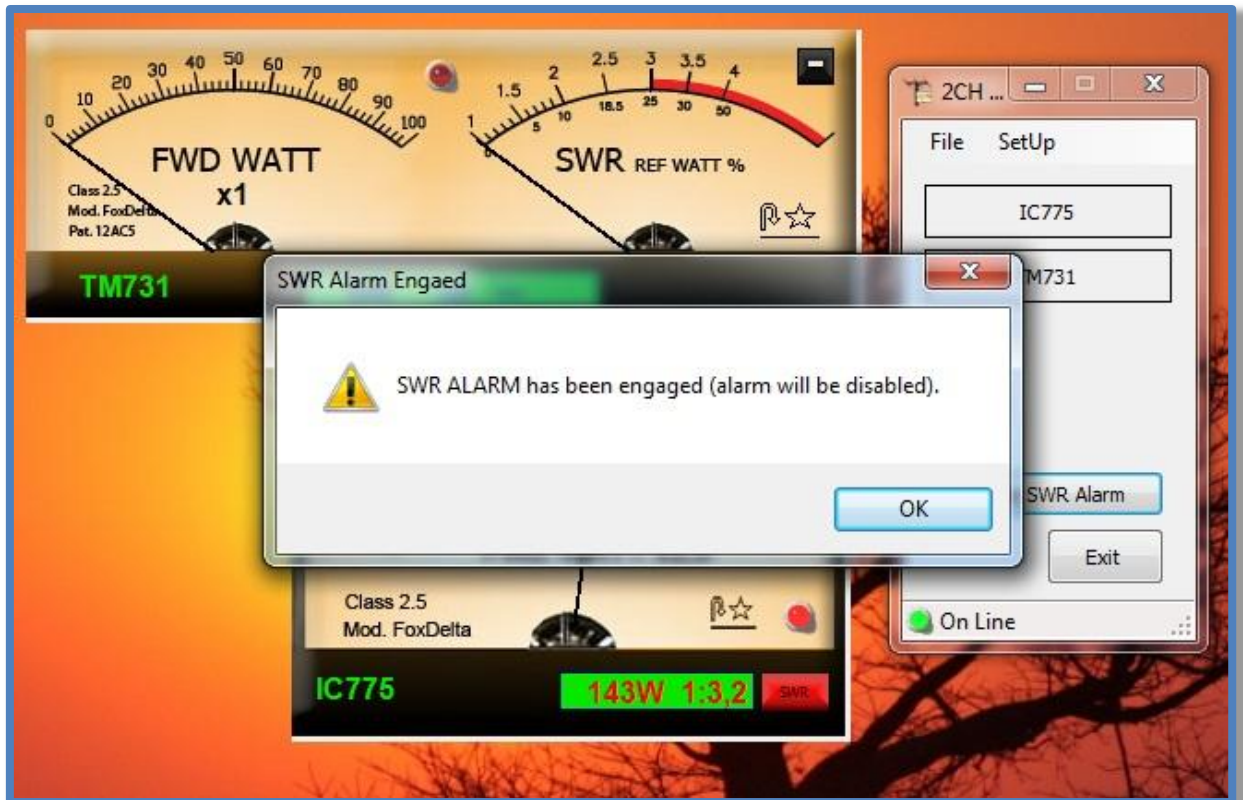 10 20 30 40 50 60 70 80 90 100
0
FWD WATT
x1
Class 2.5
Mod. FoxDelta
Pat. 12AC5
TM731
1 1.5 2 2.5 3 3.5 4
0 5 10 18.5 25 30 50
SWR REF WATT %
2CH ...
File SetUp
IC775
M731
SWR Alarm Engaed
SWR ALARM has been engaged (alarm will be disabled).
OK
SWR Alarm
Exit
On Line
Class 2.5
Mod. FoxDelta
IC775
143W 1:3,2
SWR